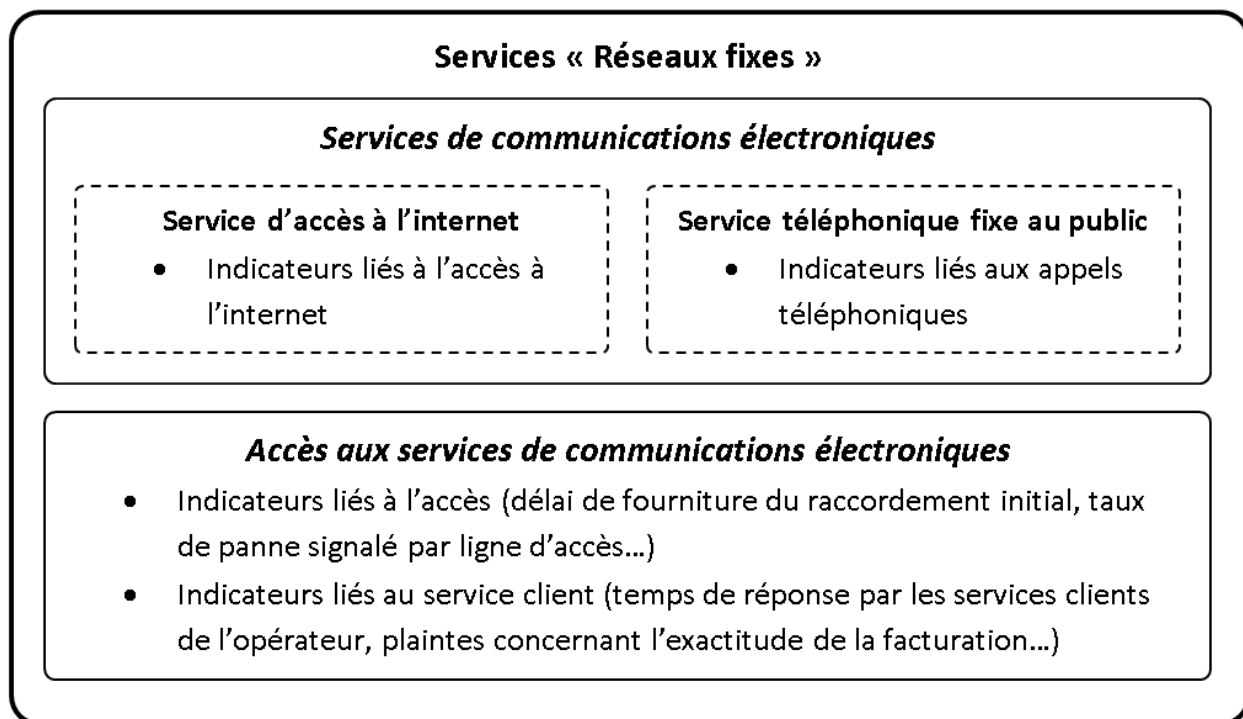 Services « Réseaux fixes »
Services de communications électroniques
Service d’accès à l’internet
• Indicateurs liés à l’accès à
l’internet
Service téléphonique fixe au public
• Indicateurs liés aux appels
téléphoniques
Accès aux services de communications électroniques
• Indicateurs liés à l’accès (délai de fourniture du raccordement initial, taux
de panne signalé par ligne d’accès…)
• Indicateurs liés au service client (temps de réponse par les services clients
de l’opérateur, plaintes concernant l’exactitude de la facturation…)